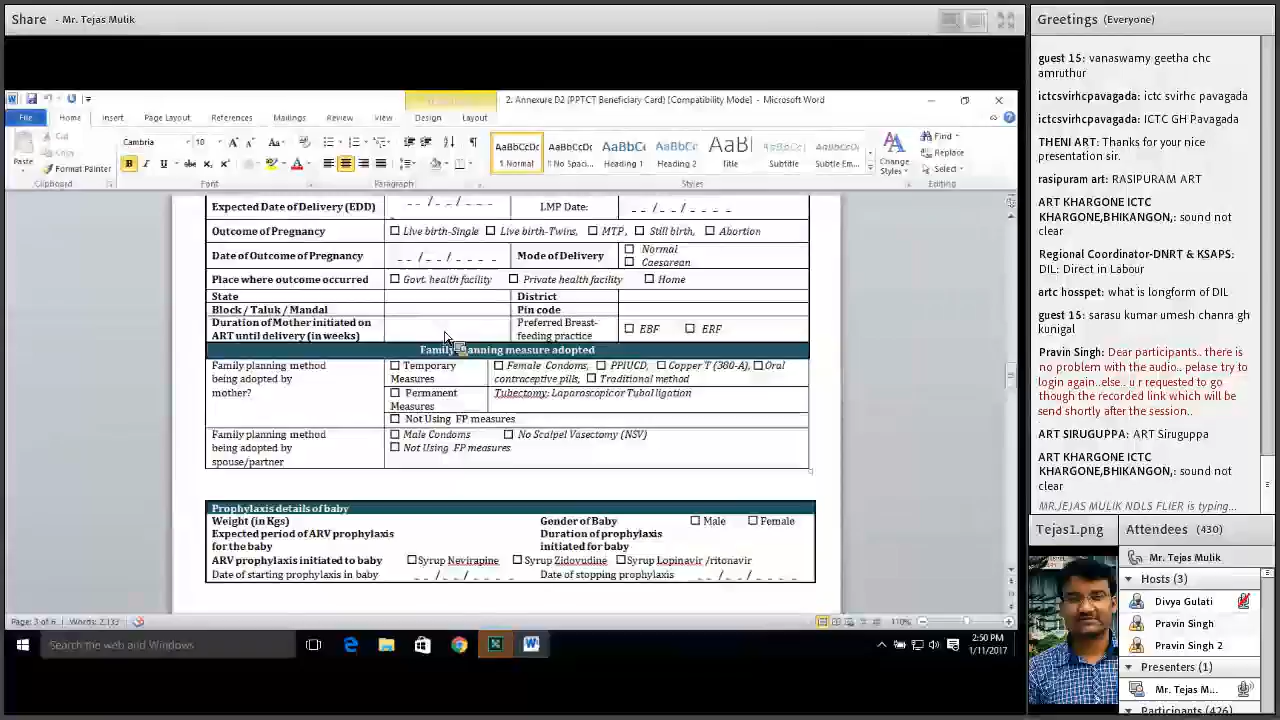 Share - Mr. Tejas Mulik
2. Annexure D2 (PPTCT Beneficiary Card) [Compatibility Mode] - Microsoft Word
File Home Insert Page Layout References Mailings Review View Design Layout
Paste
Cut
Copy
Format Painter
Clipboard
Cambria 10
Font
Paragraph
AaBbCcDc AaBbCcDc AaBbCc AaBbCc AaBl AaBbCcI AaBbCcDc
¶ Normal ¶ No Spaci... Heading 1 Heading 2 Title Subtitle Subtle Em...
Styles
Change Styles
Find
Replace
Select
Editing
Expected Date of Delivery (EDD) _ _ /_ _/ _ _ _ _ LMP Date: _ _ /_ _/ _ _ _ _
Outcome of Pregnancy Live birth-Single Live birth-Twins, MTP, Still birth, Abortion
Date of Outcome of Pregnancy _ _ /_ _/ _ _ _ _ Mode of Delivery Normal
Caesarean
Place where outcome occurred Govt. health facility Private health facility Home
State District
Block / Taluk / Mandal Pin code
Duration of Mother initiated on ART until delivery (in weeks) Preferred Breast-feeding practice EBF ERF
Family planning measure adopted
Family planning method being adopted by mother?
Temporary Measures Female Condoms, PPIUCD, Copper T (380-A), Oral contraceptive pills, Traditional method
Permanent Measures Tubectomy: Laparoscopic or Tubal ligation
Not Using FP measures
Family planning method being adopted by spouse/partner
Male Condoms No Scalpel Vasectomy (NSV)
Not Using FP measures
Prophylaxis details of baby
Weight (in Kgs) Gender of Baby Male Female
Expected period of ARV prophylaxis for the baby Duration of prophylaxis initiated for baby
ARV prophylaxis initiated to baby Syrup Nevirapine Syrup Zidovudine Syrup Lopinavir /ritonavir
Date of starting prophylaxis in baby _ _ /_ _/ _ _ _ _ Date of stopping prophylaxis _ _ /_ _/ _ _ _ _
Page: 3 of 6 Words: 2,133 110%
Search the web and Windows
2:50 PM
1/11/2017
Greetings (Everyone)
guest 15: vanaswamy geetha chc
amruthur
ictcsvirhcpavagada: ictc svirhc pavagada
ictcsvirhcpavagada: ICTC GH Pavagada
THENI ART: Thanks for your nice
presentation sir.
rasipuram art: RASIPURAM ART
ART KHARGONE ICTC
KHARGONE,BHIKANGON,: sound not
clear
Regional Coordinator-DNRT & KSAPS:
DIL: Direct in Labour
artc hosspet: what is longform of DIL
guest 15: sarasu kumar umesh chanra gh
kunigal
Pravin Singh: Dear participants.. there is
no problem with the audio.. pelase try to
login again..else.. u r requested to go
though the recorded link which will be
send shortly after the session..
ART SIRUGUPPA: ART Siruguppa
ART KHARGONE ICTC
KHARGONE,BHIKANGON,: sound not
clear
MR.JEJAS MULIK NDLS FLIER is typing...
Tejas1.png
Attendees (430)
Mr. Tejas Mulik
Hosts (3)
Divya Gulati
Pravin Singh
Pravin Singh 2
Presenters (1)
Mr. Tejas M...
Participants (426)